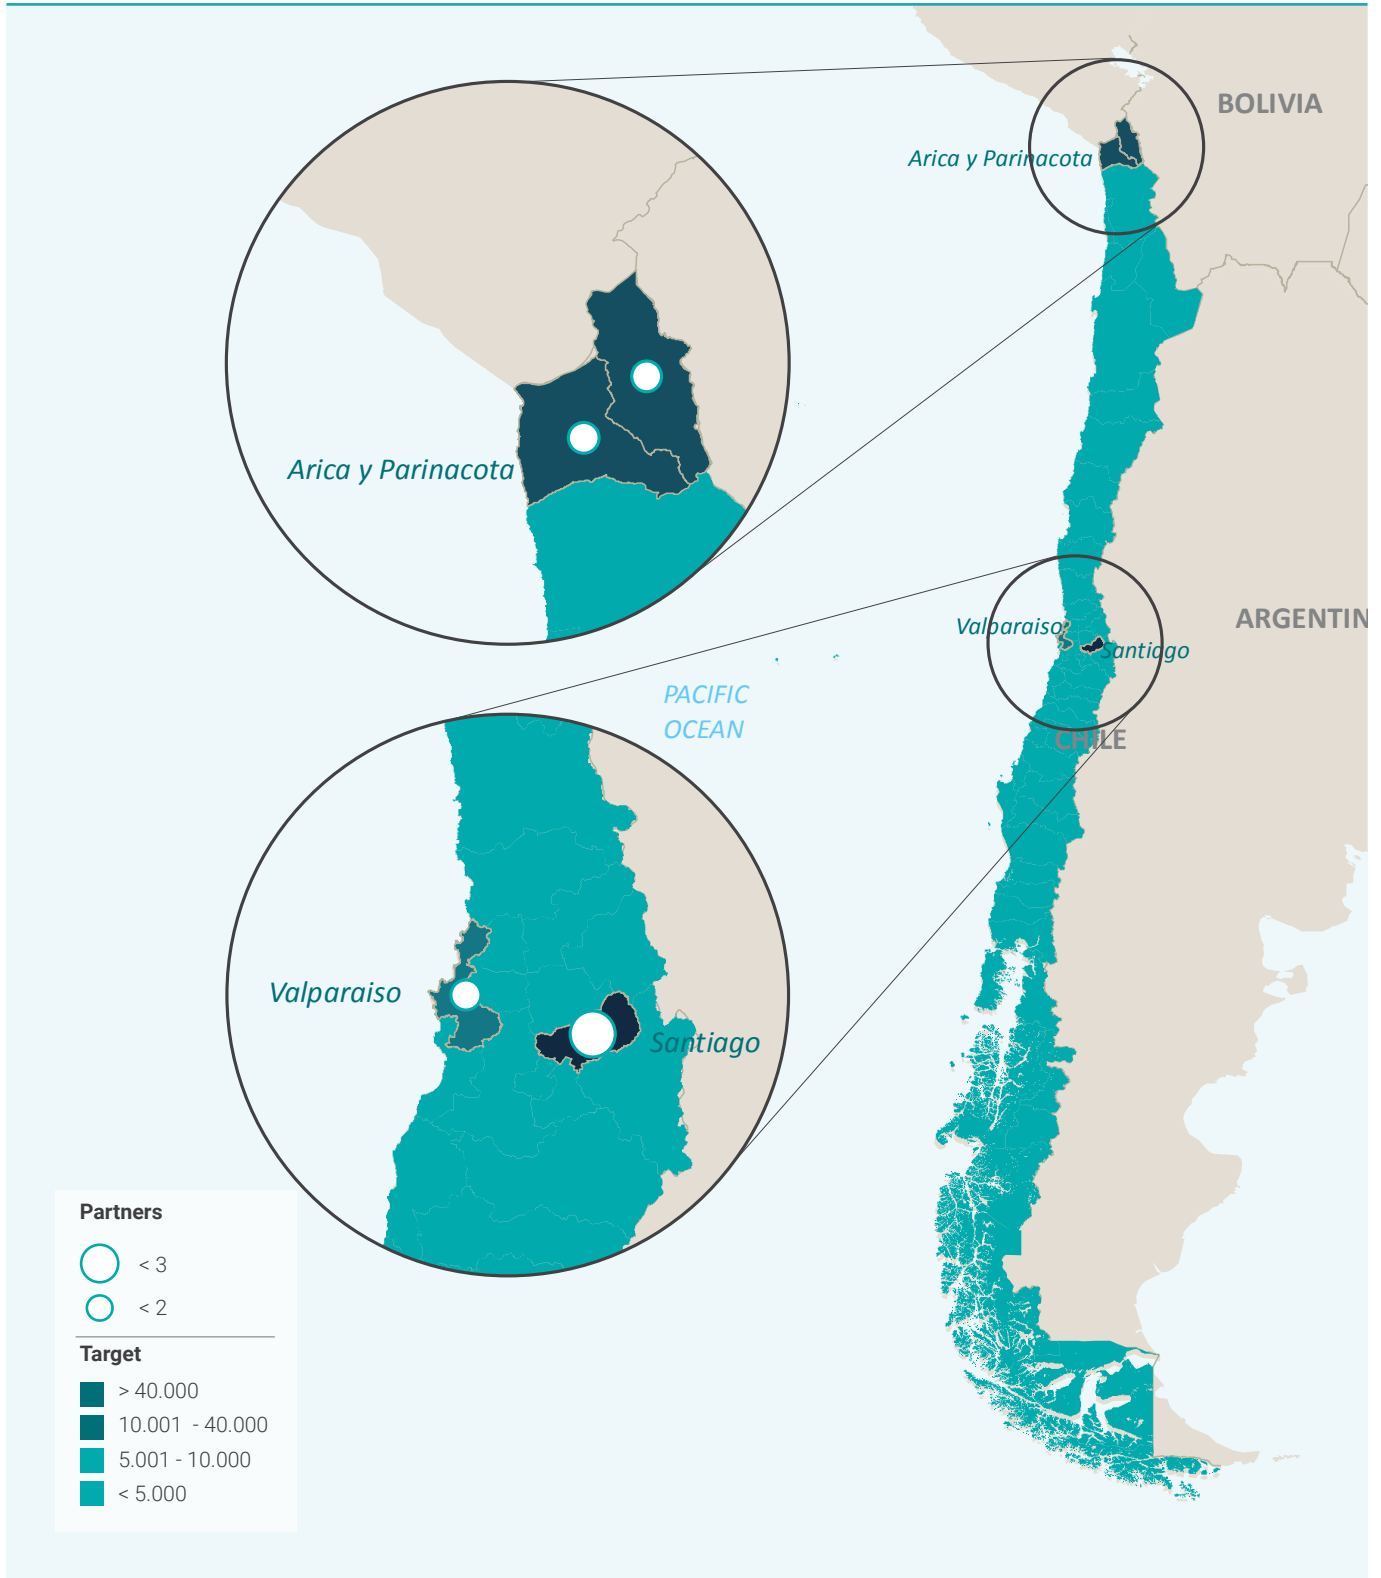 BOLIVIA
Arica y Parinacota
Arica y Parinacota
ARGENTIN
Valparaiso
Santiago
PACIFIC
OCEAN
CHILE
Valparaiso
Santiago
Partners
< 3
< 2
Target
> 40.000
10.001 - 40.000
5.001 - 10.000
< 5.000